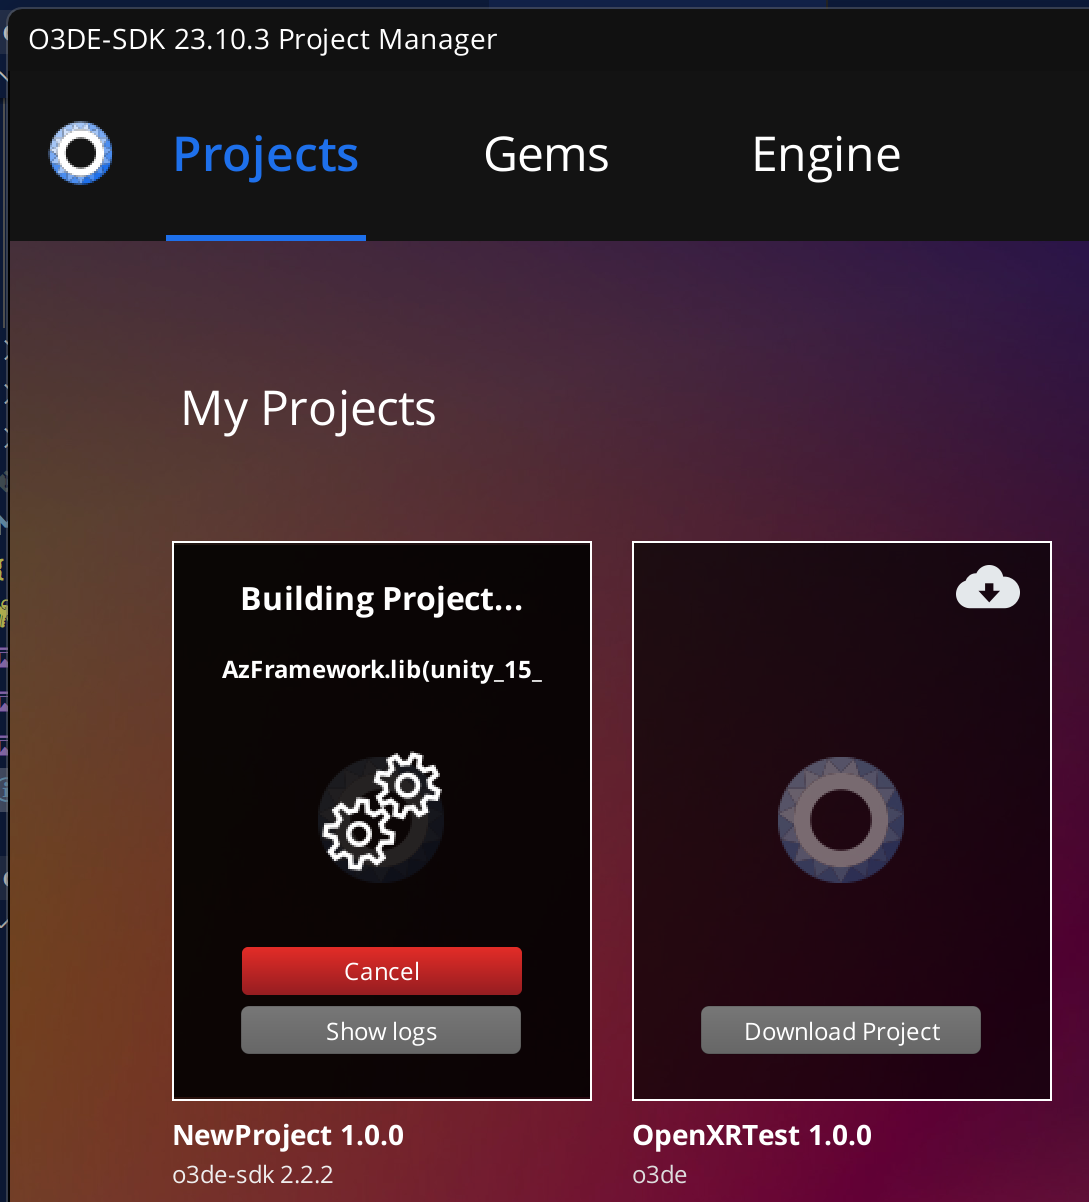 O3DE-SDK 23.10.3 Project Manager
Projects Gems Engine
My Projects
Building Project...
AzFramework.lib(unity_15_
Cancel
Show logs
NewProject 1.0.0
o3de-sdk 2.2.2
Download Project
OpenXRTest 1.0.0
o3de